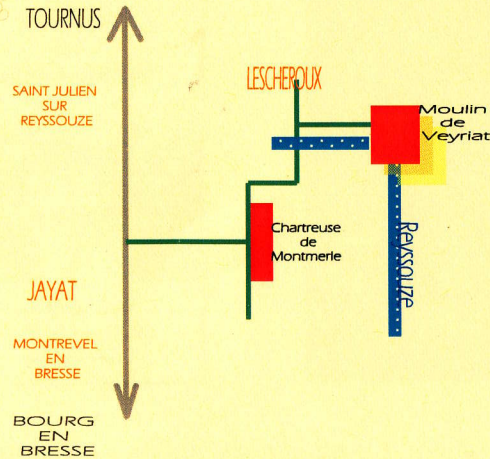 TOURNUS
SAINT JULIEN
SUR
REYSSOUZE
LESCHEROUX
Moulin
de
Veyriat
Chartreuse
de
Montmerle
Reyssouze
JAYAT
MONTREVEL
EN
BRESSE
BOURG
EN
BRESSE